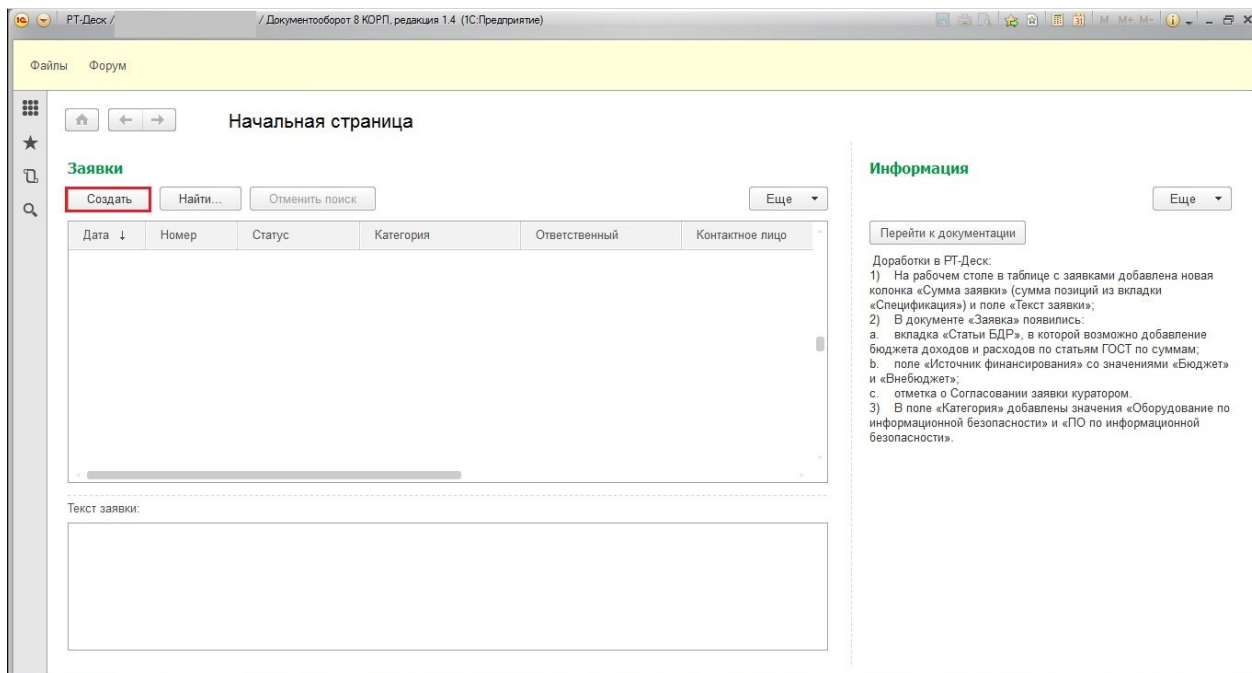 РТ-Деск / / Документооборот 8 КОРП, редакция 1.4 (1С:Предприятие)
M M+ M-
Файлы Форум
Начальная страница
Заявки
Создать Найти... Отменить поиск Еще
Дата ↓ Номер Статус Категория Ответственный Контактное лицо
Текст заявки:
Информация
Еще
Перейти к документации
Доработки в РТ-Деск:
1) На рабочем столе в таблице с заявками добавлена новая
колонка «Сумма заявки» (сумма позиций из вкладки
«Спецификация») и поле «Текст заявки»;
2) В документе «Заявка» появились:
a. вкладка «Статьи БДР», в которой возможно добавление
бюджета доходов и расходов по статьям ГОСТ по суммам;
b. поле «Источник финансирования» со значениями «Бюджет»
и «Внебюджет»;
c. отметка о Согласовании заявки куратором.
3) В поле «Категория» добавлены значения «Оборудование по
информационной безопасности» и «ПО по информационной
безопасности».